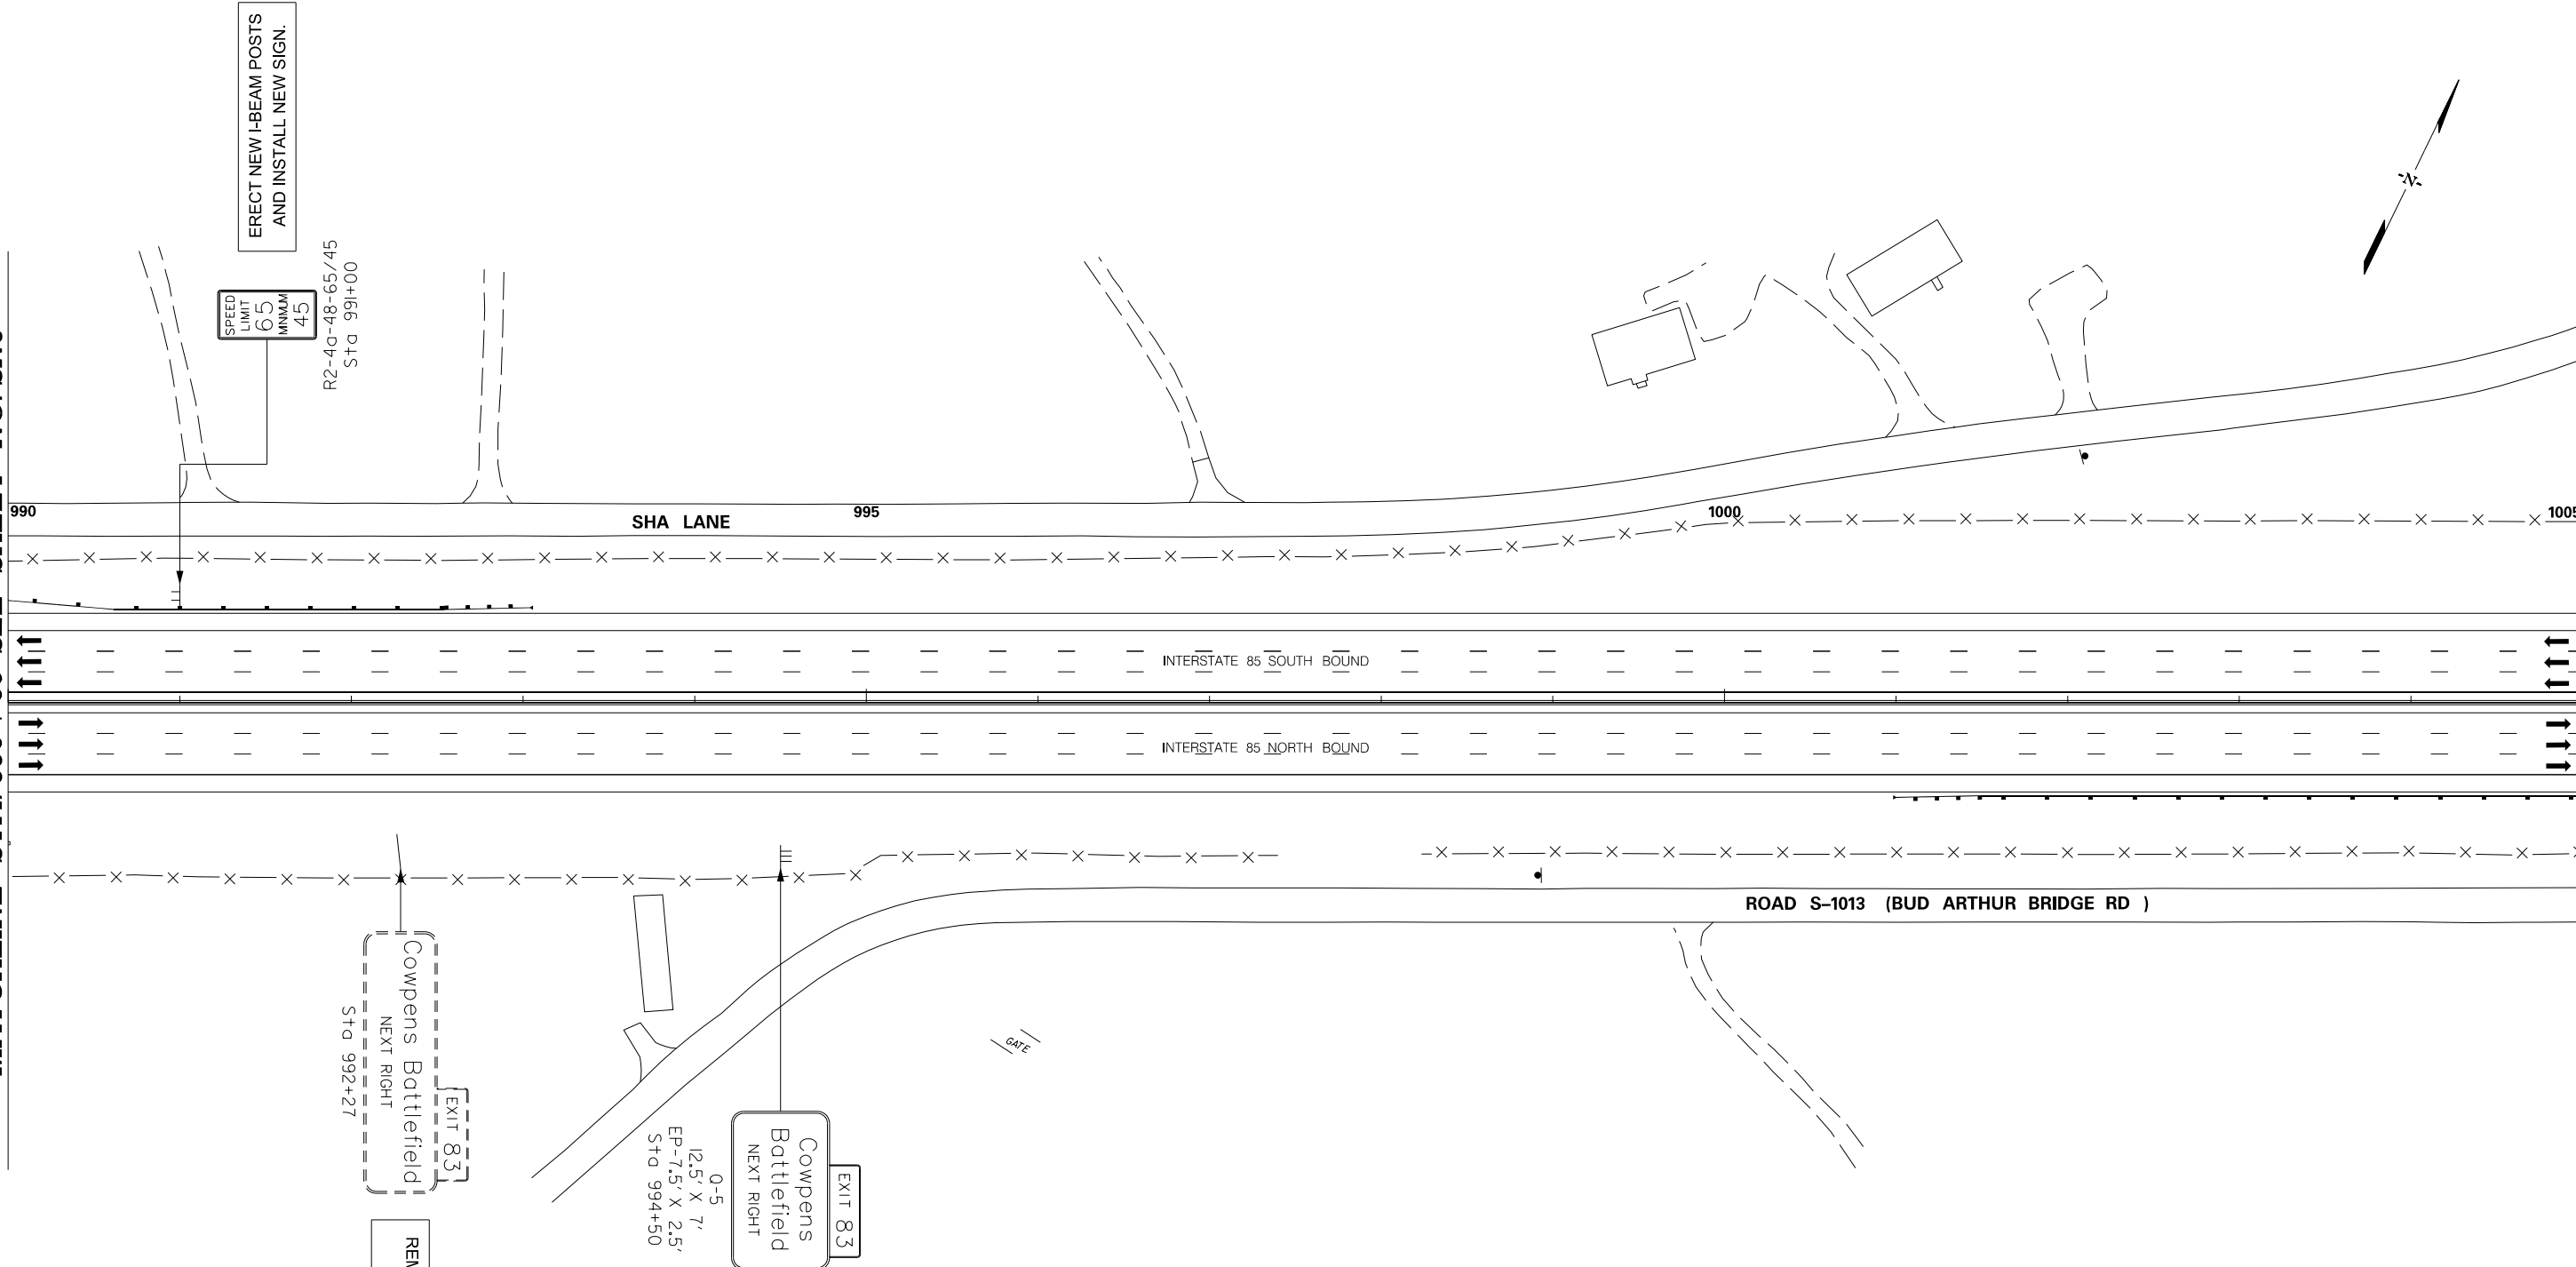 ERECT NEW I-BEAM POSTS
AND INSTALL NEW SIGN.
SPEED
LIMIT
65
MNMUM
45
R2-4a-48-65/45
Sta 991+00
-N-
990
995
1000
1005
SHA LANE
INTERSTATE 85 SOUTH BOUND
INTERSTATE 85 NORTH BOUND
ROAD S-1013 (BUD ARTHUR BRIDGE RD )
GATE
EXIT 83
Cowpens Battlefield
NEXT RIGHT
Sta 992+27
EXIT 83
Cowpens
Battlefield
NEXT RIGHT
Q-5
12.5' X 7'
EP-7.5' X 2.5'
Sta 994+50